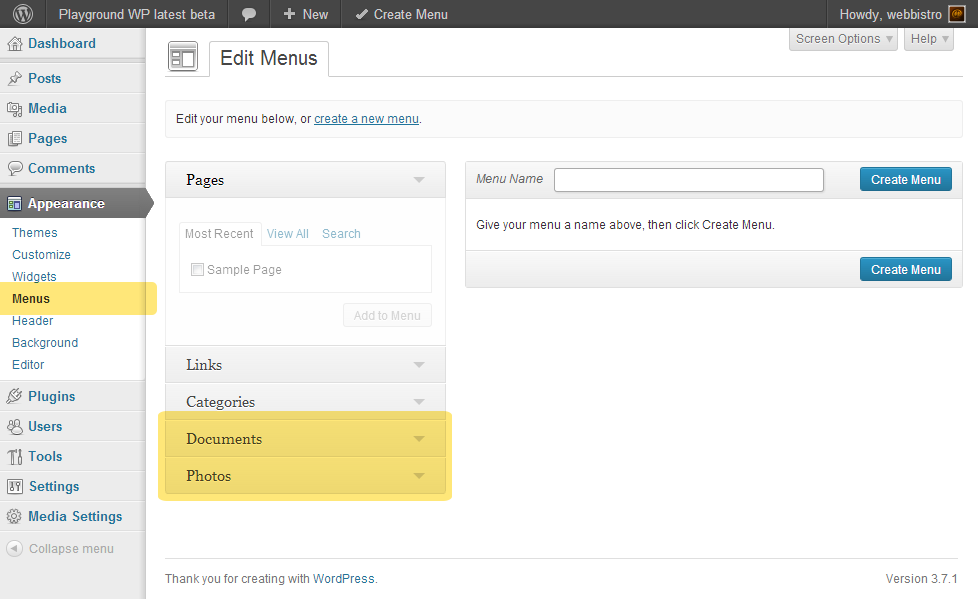 Playground WP latest beta
New
Create Menu
Howdy, webbistro
Dashboard
Posts
Media
Pages
Comments
Appearance
Themes
Customize
Widgets
Menus
Header
Background
Editor
Plugins
Users
Tools
Settings
Media Settings
Collapse menu
Screen Options
Help
Edit Menus
Edit your menu below, or create a new menu.
Pages
Most Recent View All Search
Sample Page
Add to Menu
Links
Categories
Documents
Photos
Menu Name
Create Menu
Give your menu a name above, then click Create Menu.
Create Menu
Thank you for creating with WordPress.
Version 3.7.1